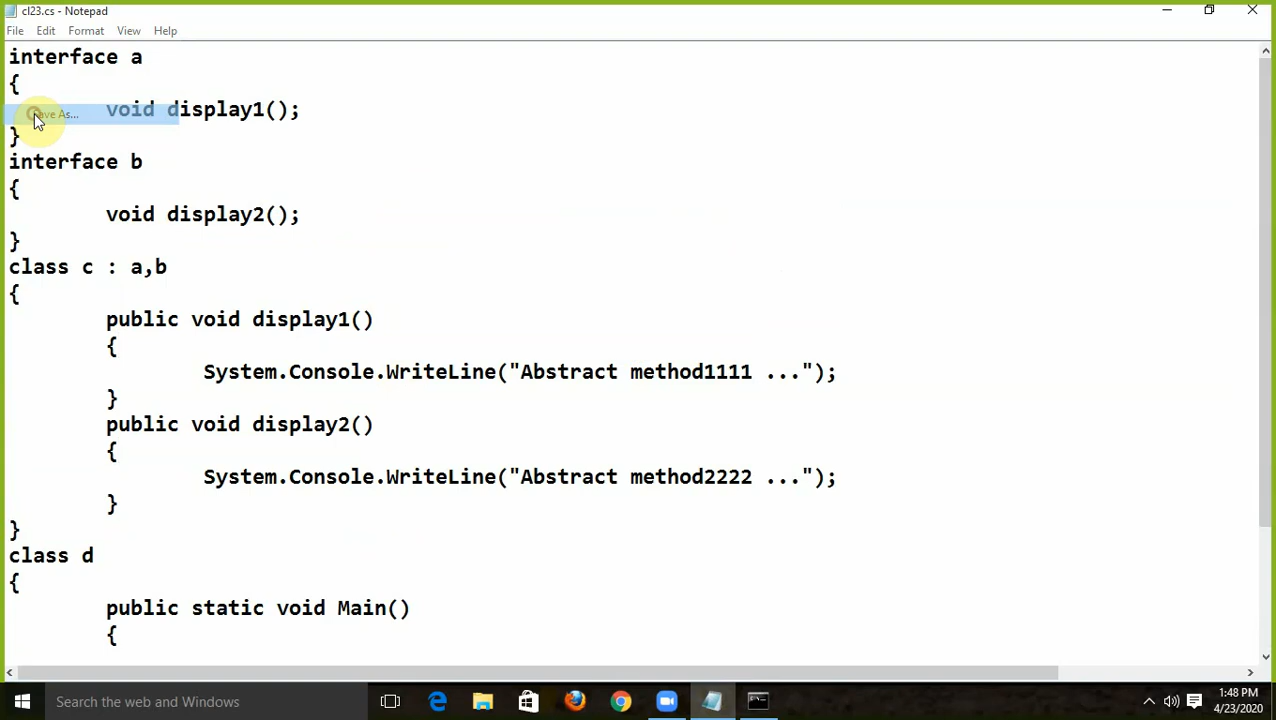 cl23.cs - Notepad
File Edit Format View Help
interface a
{
void display1();
ve As...
}
interface b
{
void display2();
}
class c : a,b
{
public void display1()
{
System.Console.WriteLine("Abstract method1111 ...");
}
public void display2()
{
System.Console.WriteLine("Abstract method2222 ...");
}
}
class d
{
public static void Main()
{
Search the web and Windows
1:48 PM
4/23/2020